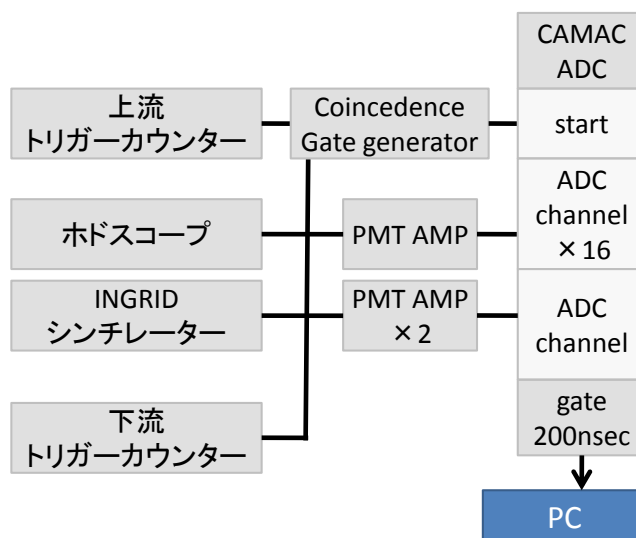 CAMAC
ADC
上流
トリガーカウンター
Coincedence
Gate generator
start
ホドスコープ
PMT AMP
ADC
channel
×16
INGRID
シンチレーター
PMT AMP
×2
ADC
channel
下流
トリガーカウンター
gate
200nsec
PC